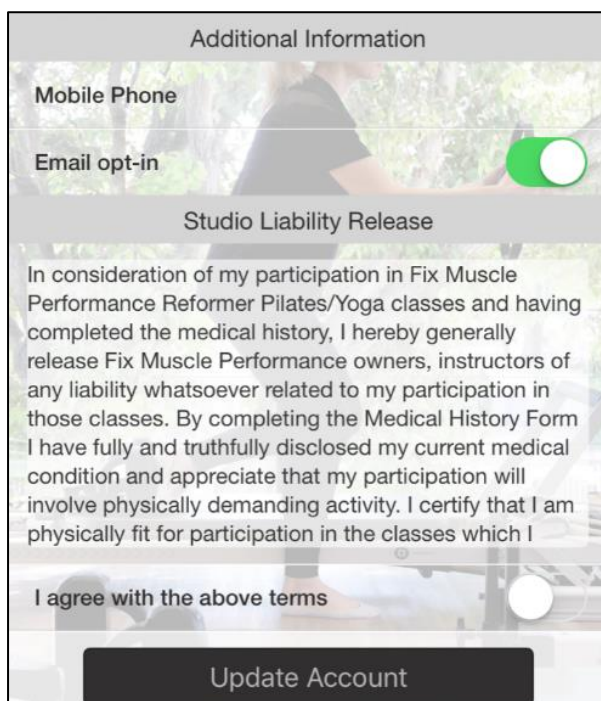 Additional Information
Mobile Phone
Email opt-in
Studio Liability Release
In consideration of my participation in Fix Muscle
Performance Reformer Pilates/Yoga classes and having
completed the medical history, I hereby generally
release Fix Muscle Performance owners, instructors of
any liability whatsoever related to my participation in
those classes. By completing the Medical History Form
I have fully and truthfully disclosed my current medical
condition and appreciate that my participation will
involve physically demanding activity. I certify that I am
physically fit for participation in the classes which I
I agree with the above terms
Update Account